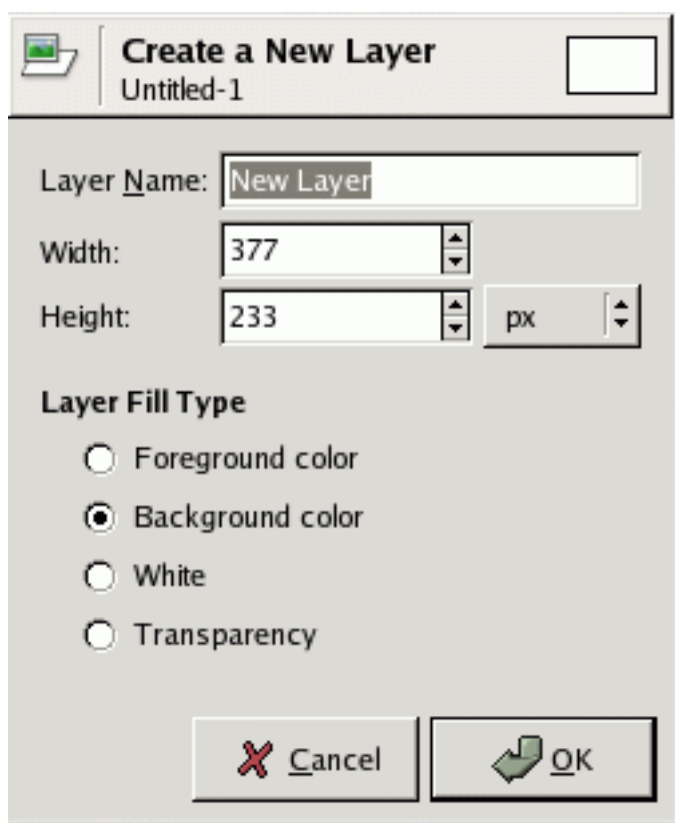 Create a New Layer
Untitled-1
Layer Name: New Layer
Width: 377
Height: 233 px
Layer Fill Type
Foreground color
Background color
White
Transparency
Cancel OK